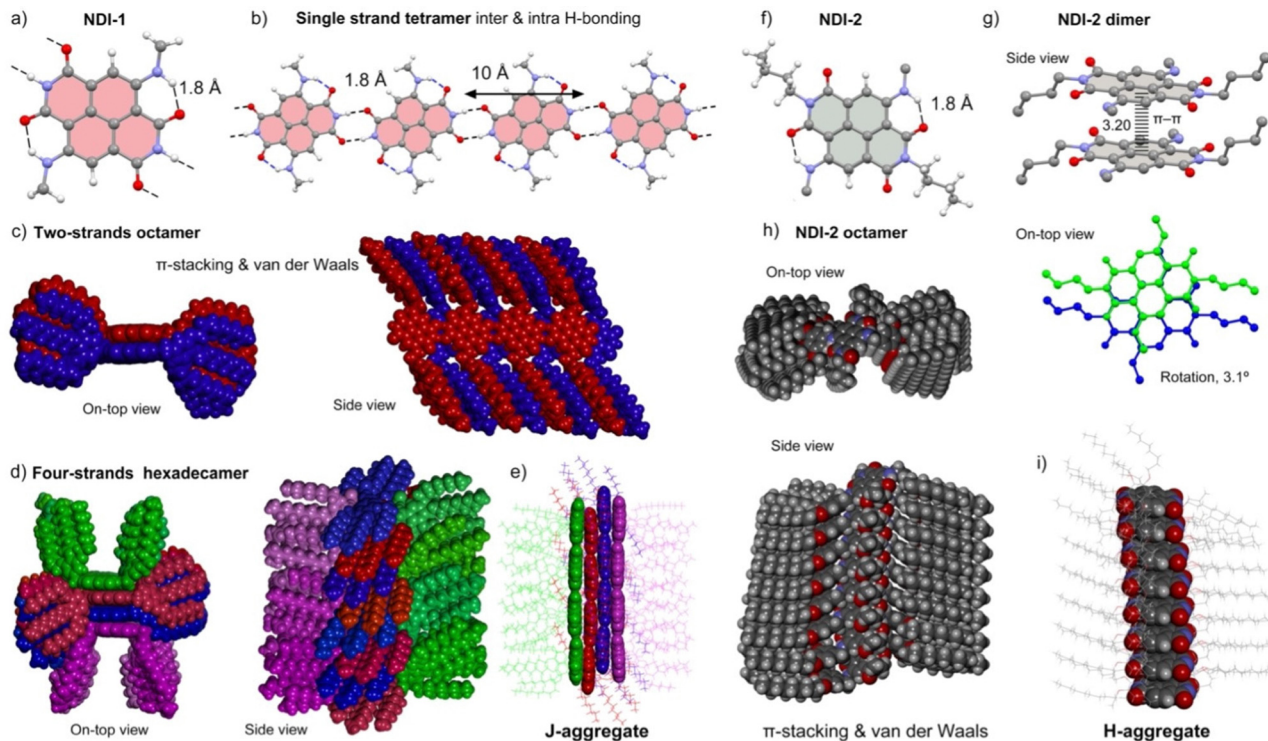 a) NDI-1
1.8 Å
b) Single strand tetramer inter & intra H-bonding
1.8 Å
10 Å
f) NDI-2
1.8 Å
g) NDI-2 dimer
Side view
3.20
π–π
c) Two-strands octamer
π-stacking & van der Waals
On-top view
Side view
h) NDI-2 octamer
On-top view
On-top view
Rotation, 3.1º
d) Four-strands hexadecamer
On-top view
Side view
e)
J-aggregate
Side view
π-stacking & van der Waals
i)
H-aggregate